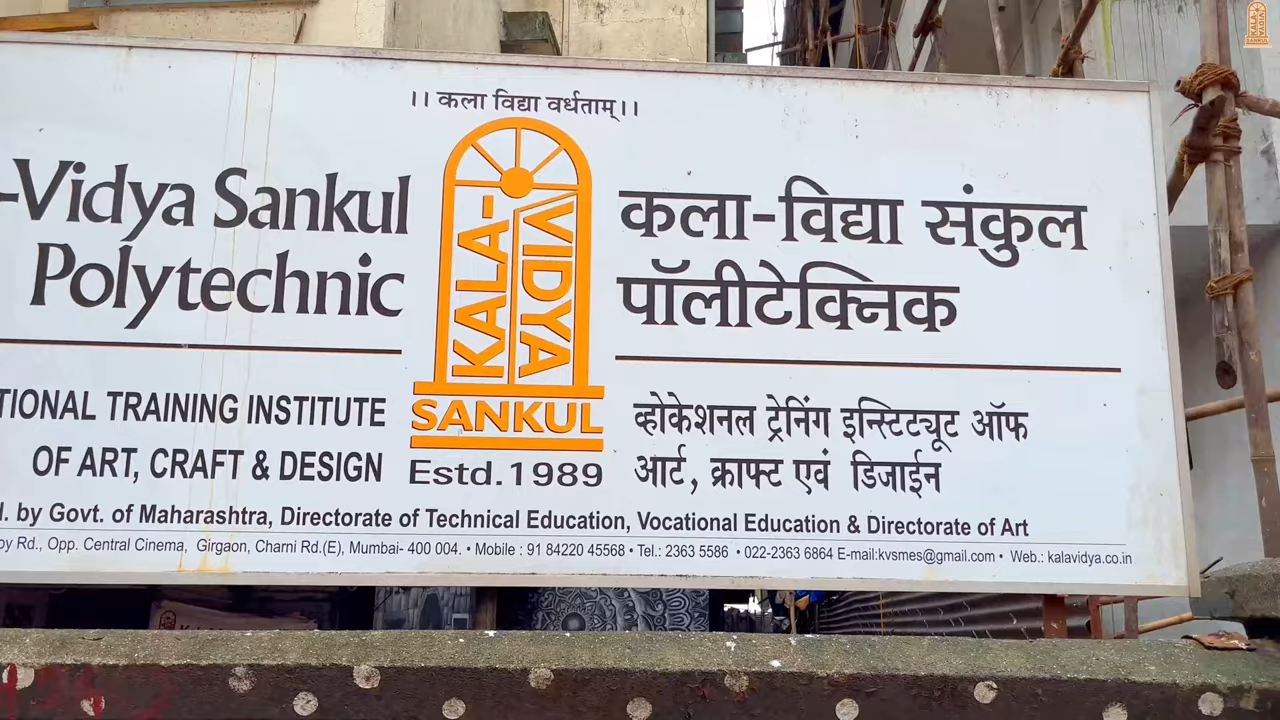 ।। कला विद्या वर्धताम्।।
-Vidya Sankul
Polytechnic
KALA-
VIDYA
SANKUL
Estd.1989
कला-विद्या संकुल
पॉलीटेक्निक
TIONAL TRAINING INSTITUTE
OF ART, CRAFT & DESIGN
व्होकेशनल ट्रेनिंग इन्स्टिट्यूट ऑफ
आर्ट, क्राफ्ट एवं डिजाईन
. by Govt. of Maharashtra, Directorate of Technical Education, Vocational Education & Directorate of Art
Rd., Opp. Central Cinema, Girgaon, Charni Rd.(E), Mumbai- 400 004. • Mobile : 91 84220 45568 • Tel.: 2363 5586 • 022-2363 6864 E-mail:kvsmes@gmail.com • Web.: kalavidya.co.in
KALA-
VIDYA
SANKUL